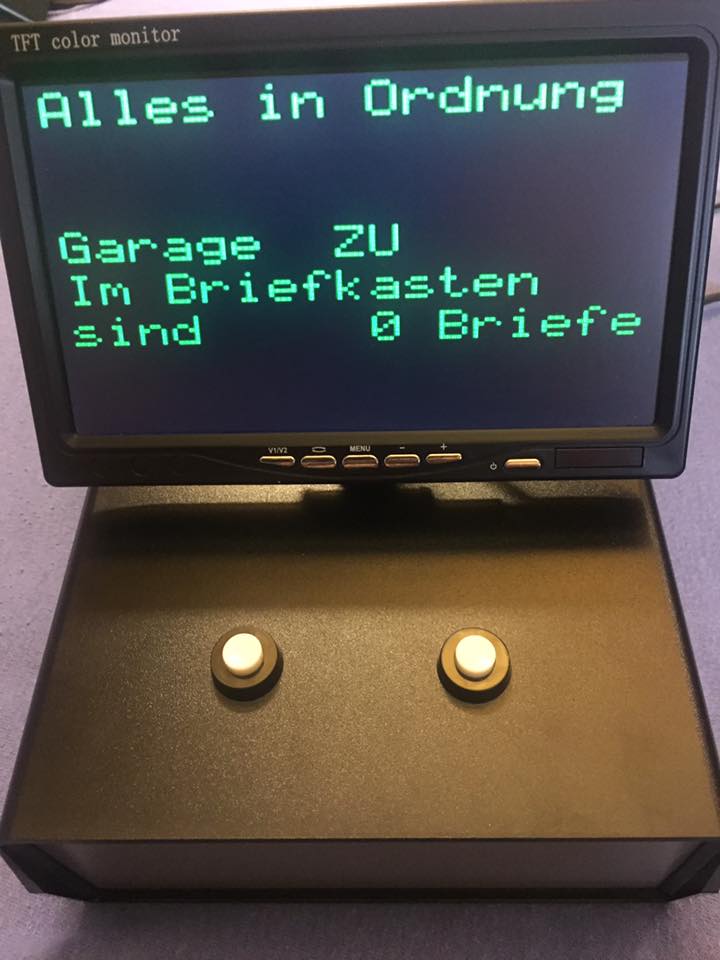 TFT color monitor
Alles in Ordnung
Garage ZU
Im Briefkasten
sind 0 Briefe
V1/V2 MENU - +